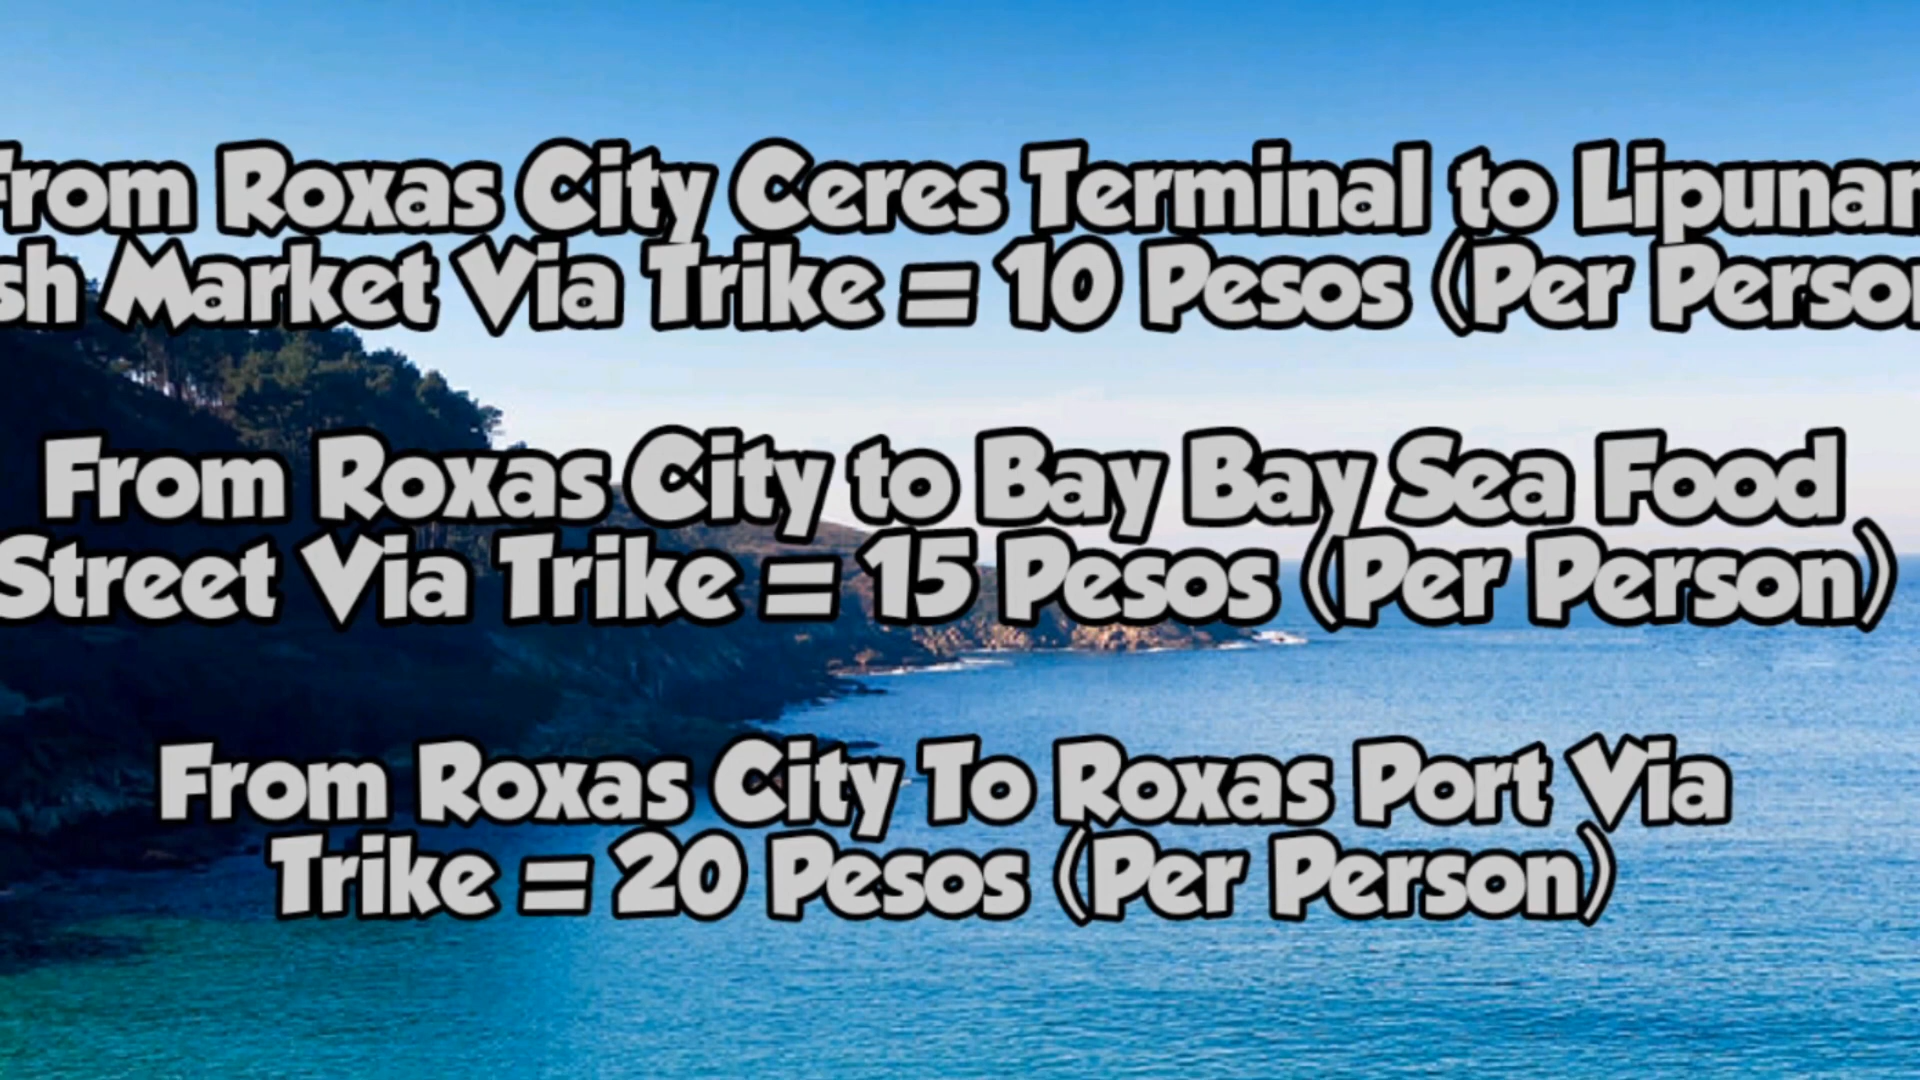 From Roxas City Ceres Terminal to Lipunan
sh Market Via Trike = 10 Pesos (Per Person
From Roxas City to Bay Bay Sea Food
Street Via Trike = 15 Pesos (Per Person)
From Roxas City To Roxas Port Via
Trike = 20 Pesos (Per Person)